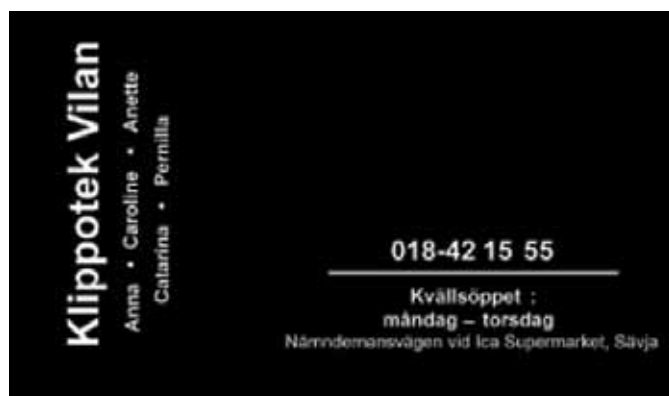 Klippotek Vilan
Anna • Caroline • Anette
Catarina • Pernilla
018-42 15 55
Kvällsöppet :
måndag – torsdag
Nämndemansvägen vid Ica Supermarket, Sävja